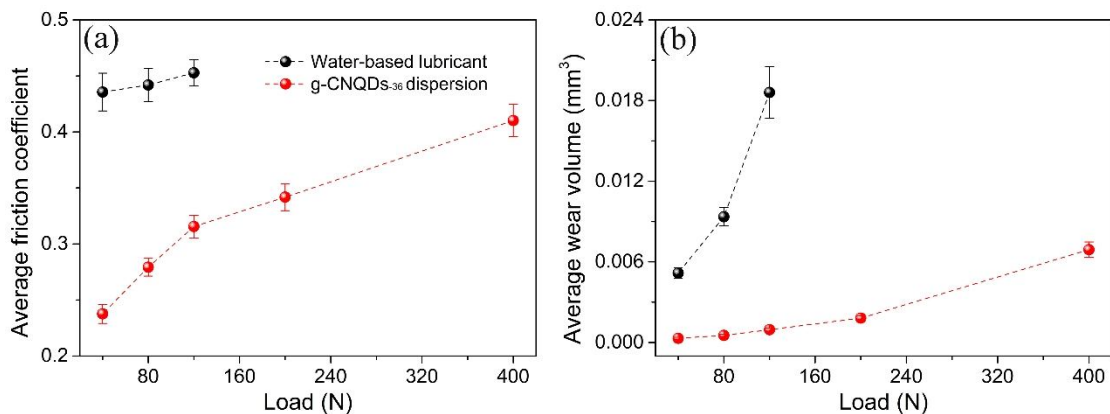 (a)
Average friction coefficient
0.5
0.4
0.3
0.2
Water-based lubricant
g-CNQDs-36 dispersion
80 160 240 320 400
Load (N)
(b)
Average wear volume (mm³)
0.024
0.018
0.012
0.006
0.000
80 160 240 320 400
Load (N)